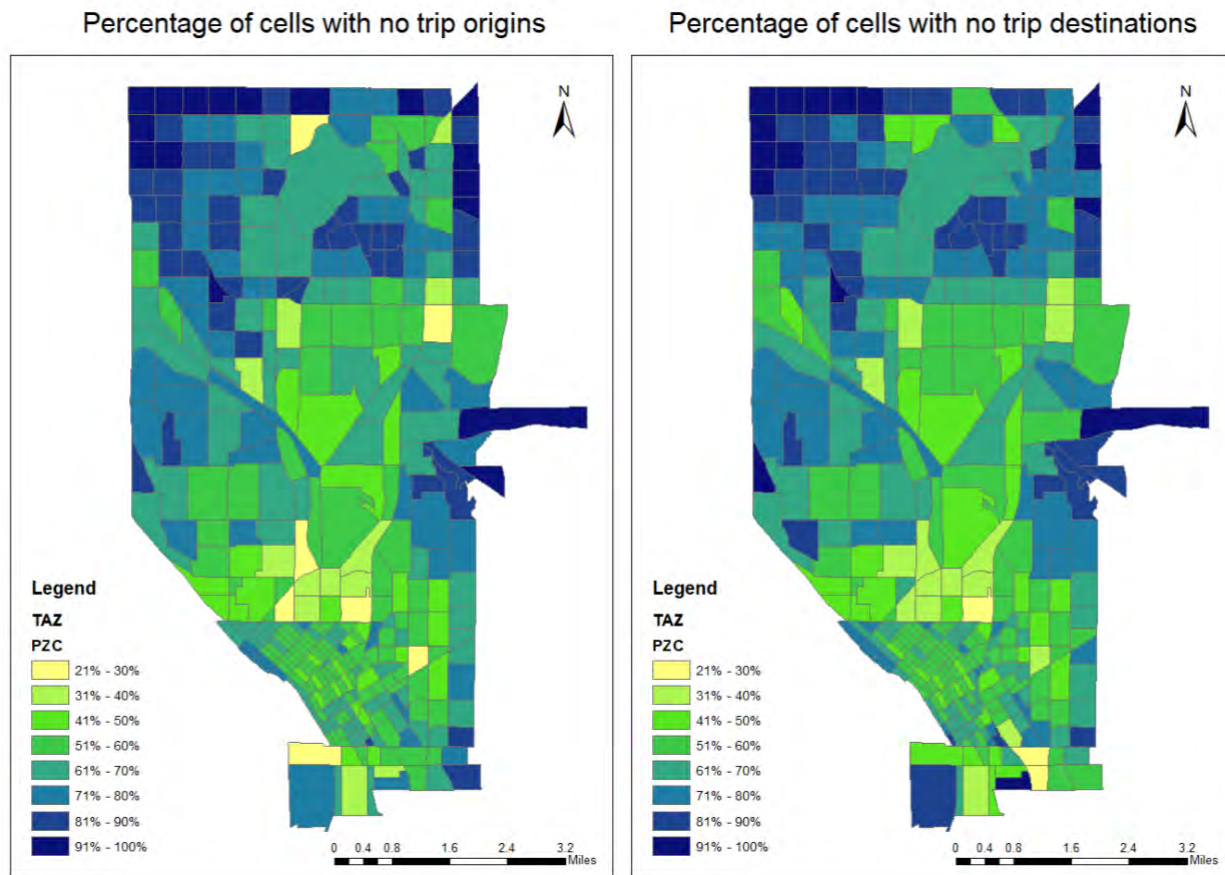 Percentage of cells with no trip origins
N
Legend
TAZ
PZC
21% - 30%
31% - 40%
41% - 50%
51% - 60%
61% - 70%
71% - 80%
81% - 90%
91% - 100%
0 0.4 0.8 1.6 2.4 3.2
Miles
Percentage of cells with no trip destinations
N
Legend
TAZ
PZC
21% - 30%
31% - 40%
41% - 50%
51% - 60%
61% - 70%
71% - 80%
81% - 90%
91% - 100%
0 0.4 0.8 1.6 2.4 3.2
Miles